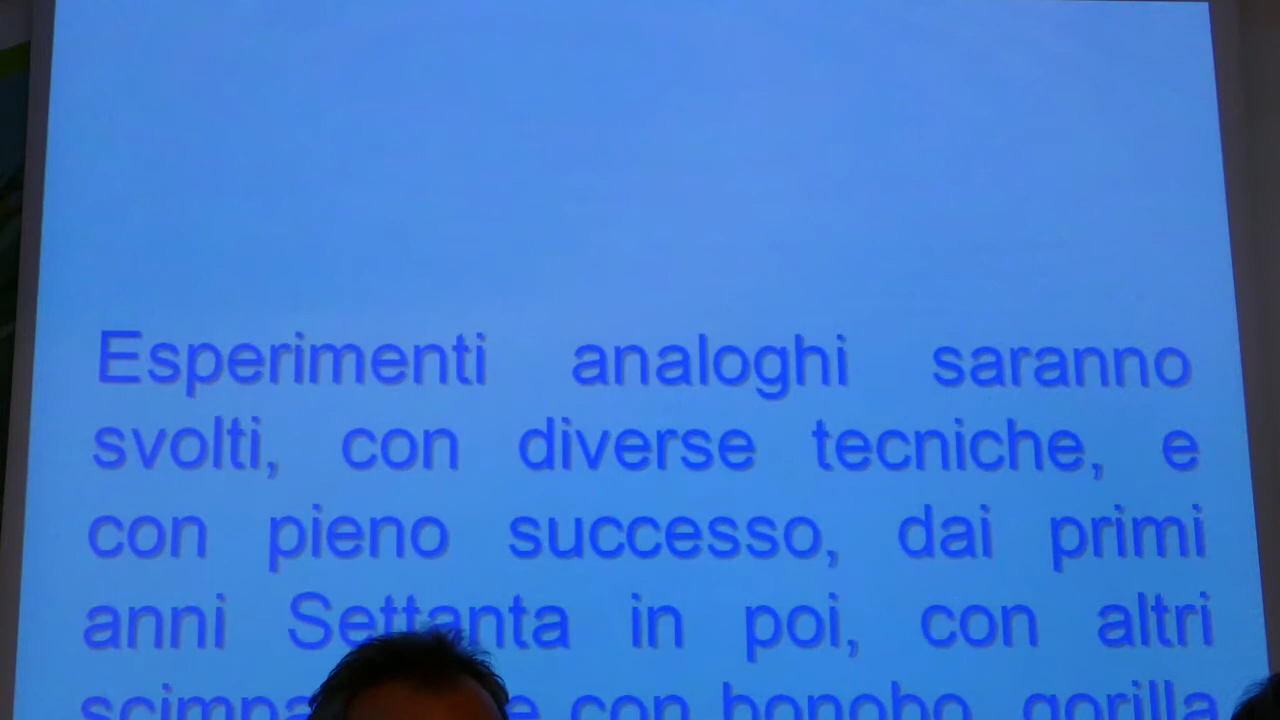 Esperimenti analoghi saranno
svolti, con diverse tecniche, e
con pieno successo, dai primi
anni Settanta in poi, con altri
e con bonobo, gorilla